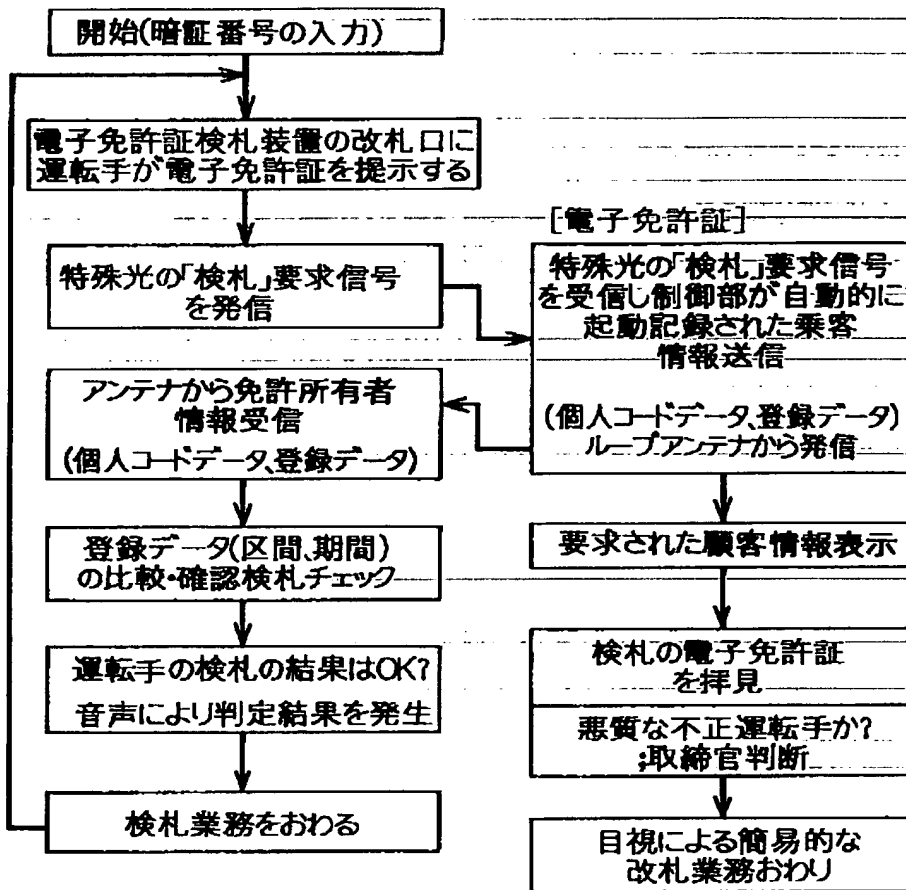 開始(暗証番号の入力)
電子免許証検札装置の改札口に
運転手が電子免許証を提示する
特殊光の「検札」要求信号
を発信
アンテナから免許所有者
情報受信
(個人コードデータ、登録データ)
登録データ(区間、期間)
の比較・確認検札チェック
運転手の検札の結果はOK?
音声により判定結果を発生
検札業務をおわる
[電子免許証]
特殊光の「検札」要求信号
を受信し制御部が自動的に
起動記録された乗客
情報送信
(個人コードデータ、登録データ)
ループアンテナから発信
要求された顧客情報表示
検札の電子免許証
を拝見
悪質な不正運転手か?
;取締官判断
目視による簡易的な
改札業務おわり